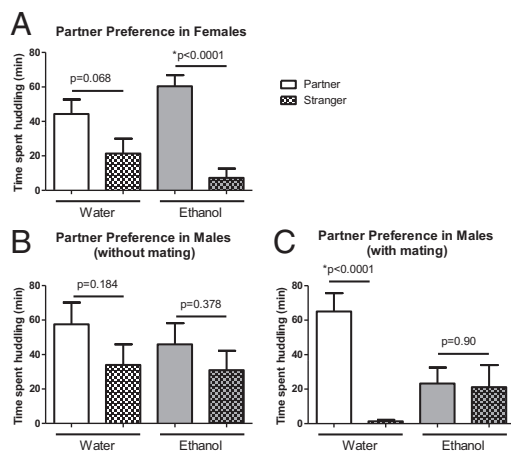 A
Partner Preference in Females
Time spent huddling (min)
80
60
40
20
0
p=0.068
*p<0.0001
Water
Ethanol
Partner
Stranger
B
Partner Preference in Males
(without mating)
Time spent huddling (min)
80
60
40
20
0
p=0.184
p=0.378
Water
Ethanol
C
Partner Preference in Males
(with mating)
Time spent huddling (min)
80
60
40
20
0
*p<0.0001
p=0.90
Water
Ethanol